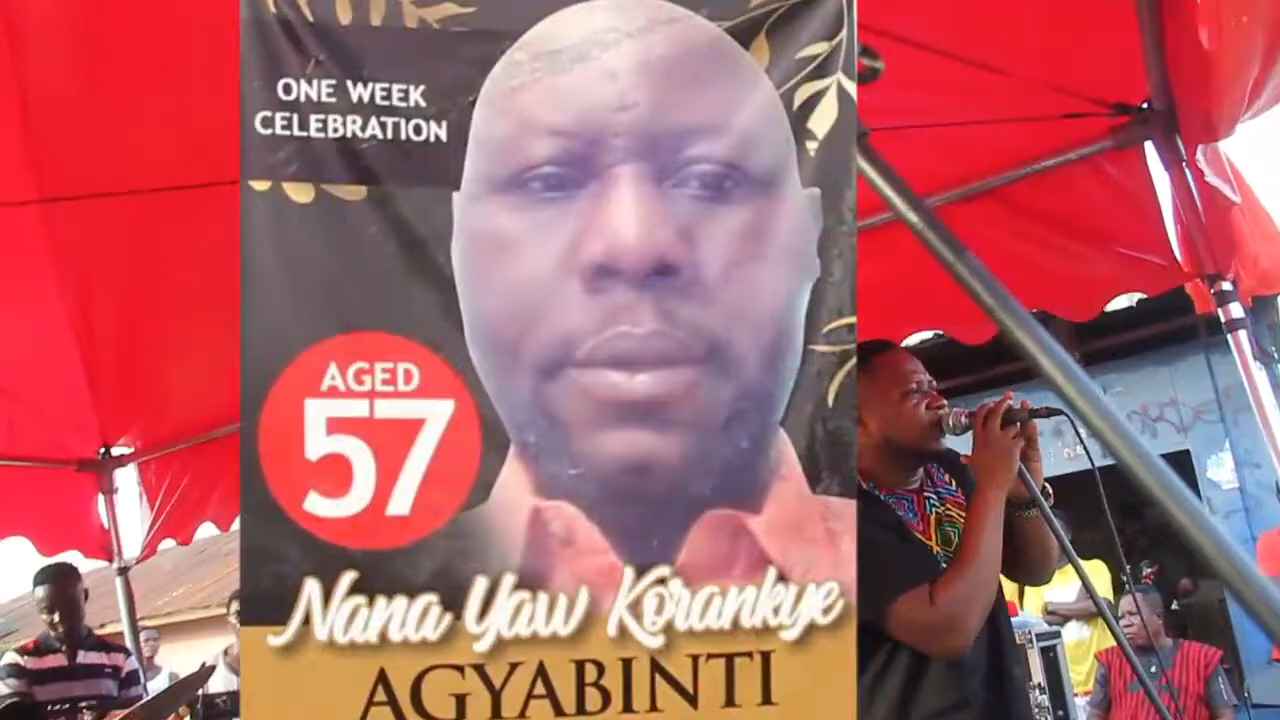 ONE WEEK
CELEBRATION
AGED
57
Nana Yaw Korankye
AGYABINTI